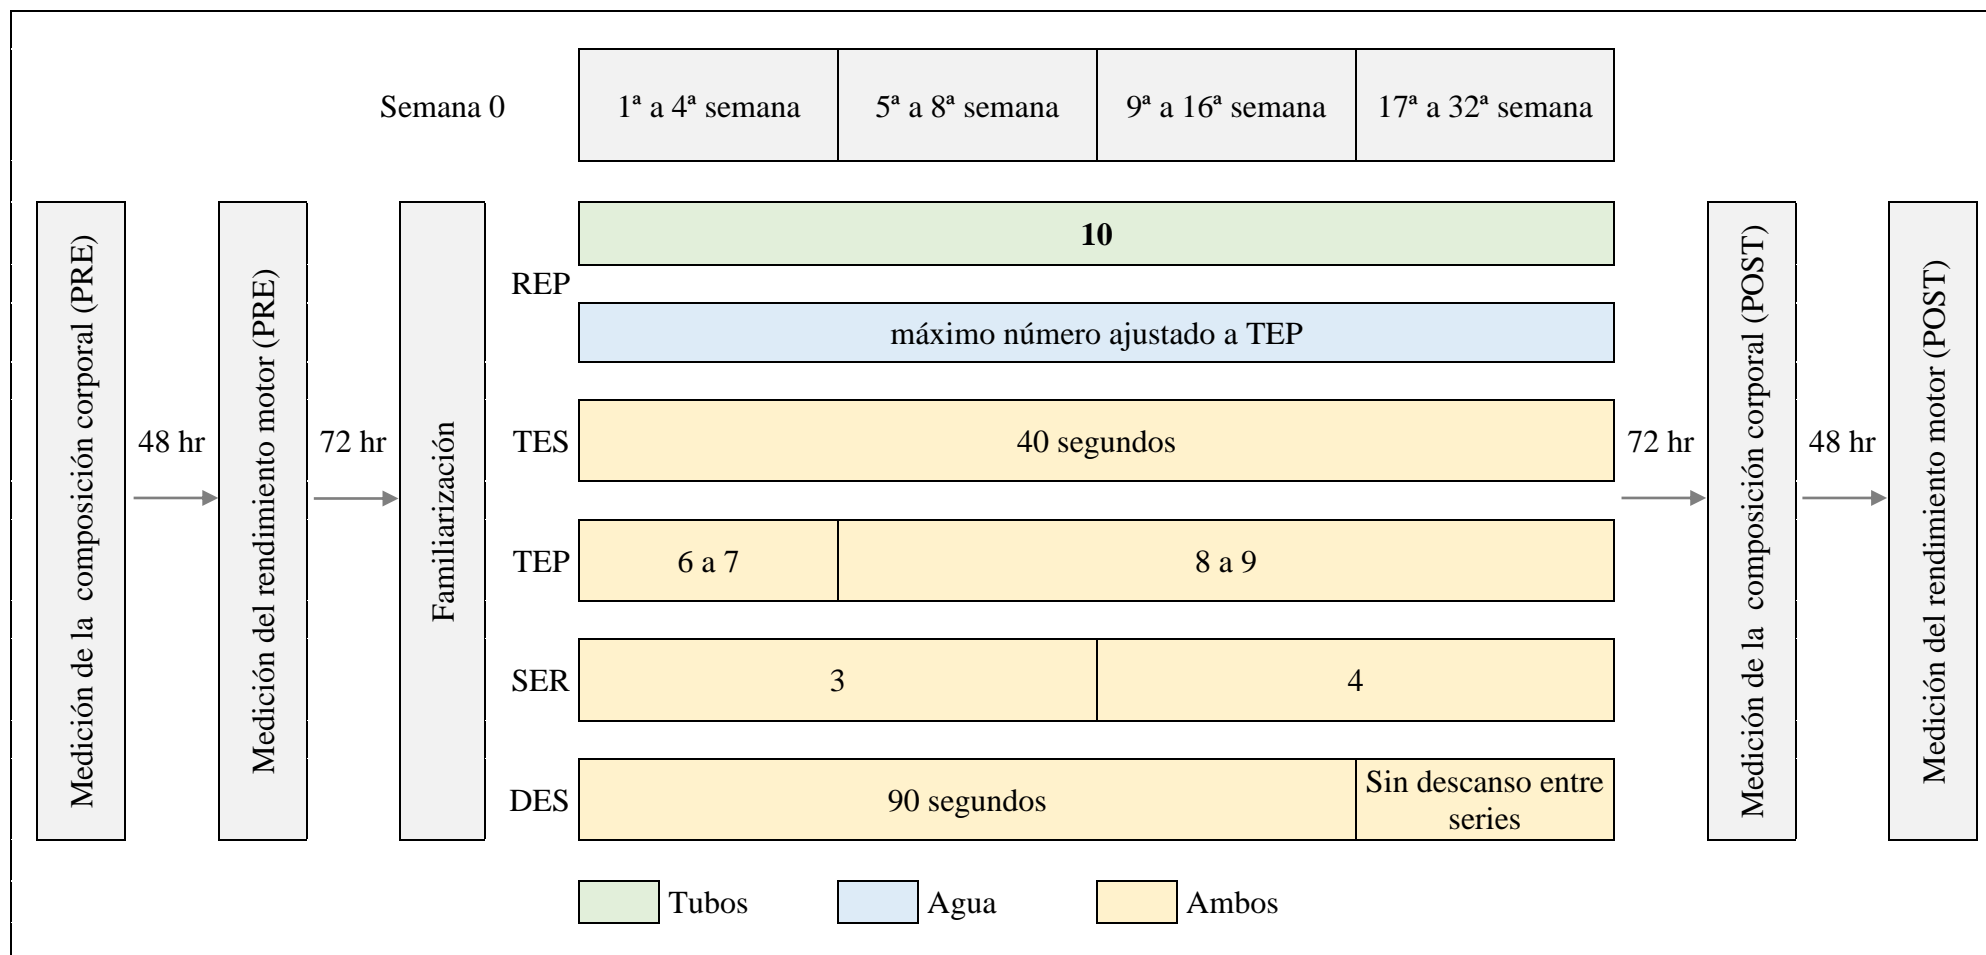 Semana 0
1ª a 4ª semana
5ª a 8ª semana
9ª a 16ª semana
17ª a 32ª semana
Medición de la composición corporal (PRE)
48 hr
Medición del rendimiento motor (PRE)
72 hr
Familiarización
REP
10
máximo número ajustado a TEP
TES
40 segundos
TEP
6 a 7
8 a 9
SER
3
4
DES
90 segundos
Sin descanso entre
series
72 hr
Medición de la composición corporal (POST)
48 hr
Medición del rendimiento motor (POST)
Tubos
Agua
Ambos